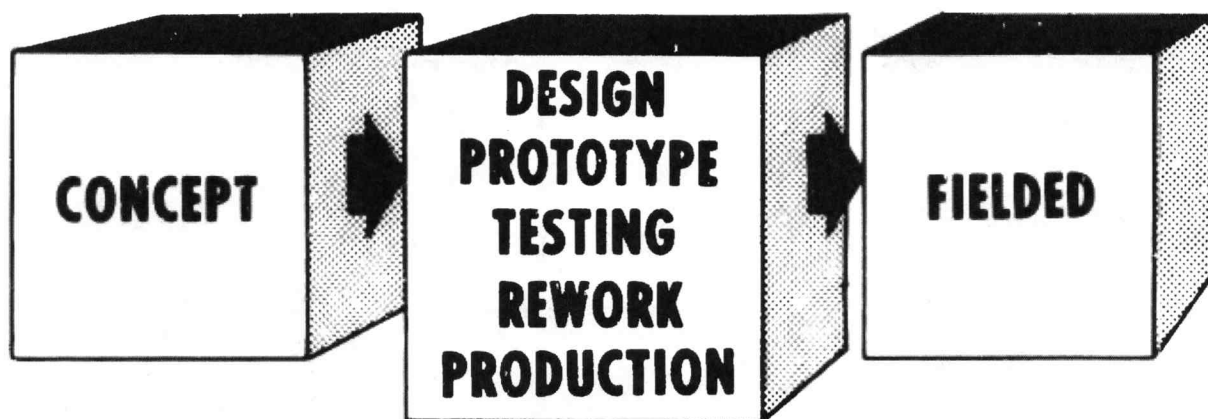 CONCEPT
DESIGN
PROTOTYPE
TESTING
REWORK
PRODUCTION
FIELDED